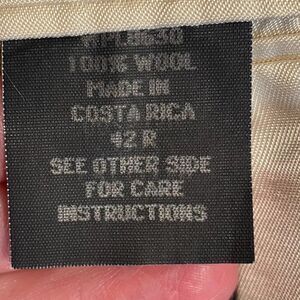 100% WOOL
MADE IN
COSTA RICA
42 R
SEE OTHER SIDE
FOR CARE
INSTRUCTIONS